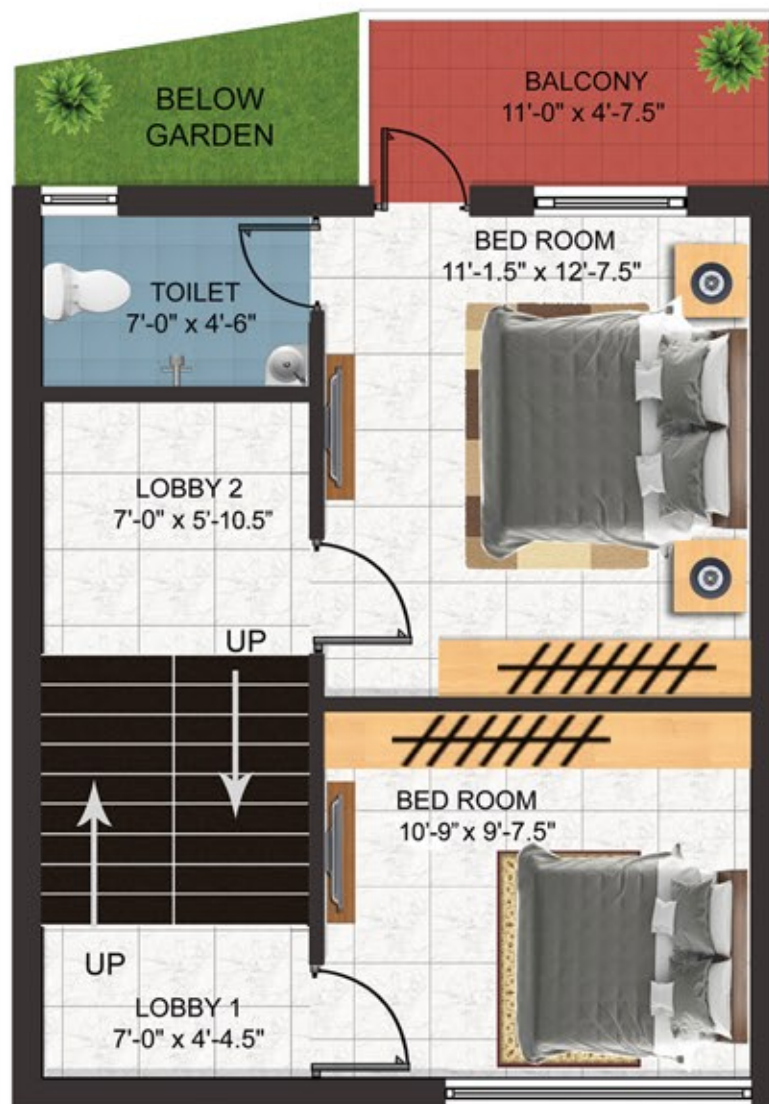 BELOW
GARDEN
BALCONY
11'-0" x 4'-7.5"
BED ROOM
11'-1.5" x 12'-7.5"
TOILET
7'-0" x 4'-6"
LOBBY 2
7'-0" x 5'-10.5"
UP
BED ROOM
10'-9" x 9'-7.5"
UP
LOBBY 1
7'-0" x 4'-4.5"